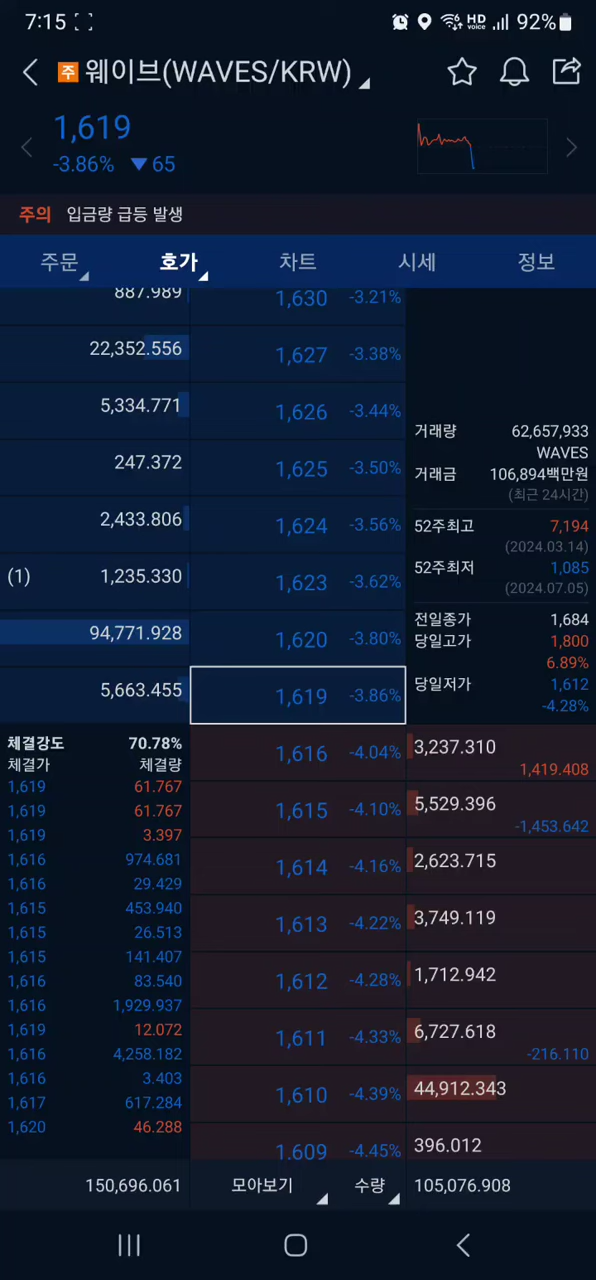 7:15
HD voice 92%
주 웨이브(WAVES/KRW)
1,619
-3.86% ▼65
주의 입금량 급등 발생
주문 호가 차트 시세 정보
887.989 1,630 -3.21%
22,352.556 1,627 -3.38%
5,334.771 1,626 -3.44%
247.372 1,625 -3.50%
2,433.806 1,624 -3.56%
(1) 1,235.330 1,623 -3.62%
94,771.928 1,620 -3.80%
5,663.455 1,619 -3.86%
거래량 62,657,933
WAVES
거래금 106,894백만원
(최근 24시간)
52주최고 7,194
(2024.03.14)
52주최저 1,085
(2024.07.05)
전일종가 1,684
당일고가 1,800
6.89%
당일저가 1,612
-4.28%
체결강도 70.78%
체결가 체결량
1,619 61.767
1,619 61.767
1,619 3.397
1,616 974.681
1,616 29.429
1,615 453.940
1,615 26.513
1,615 141.407
1,616 83.540
1,616 1,929.937
1,619 12.072
1,616 4,258.182
1,616 3.403
1,617 617.284
1,620 46.288
1,616 -4.04% 3,237.310
1,419.408
1,615 -4.10% 5,529.396
-1,453.642
1,614 -4.16% 2,623.715
1,613 -4.22% 3,749.119
1,612 -4.28% 1,712.942
1,611 -4.33% 6,727.618
-216.110
1,610 -4.39% 44,912.343
1,609 -4.45% 396.012
150,696.061 모아보기 수량 105,076.908